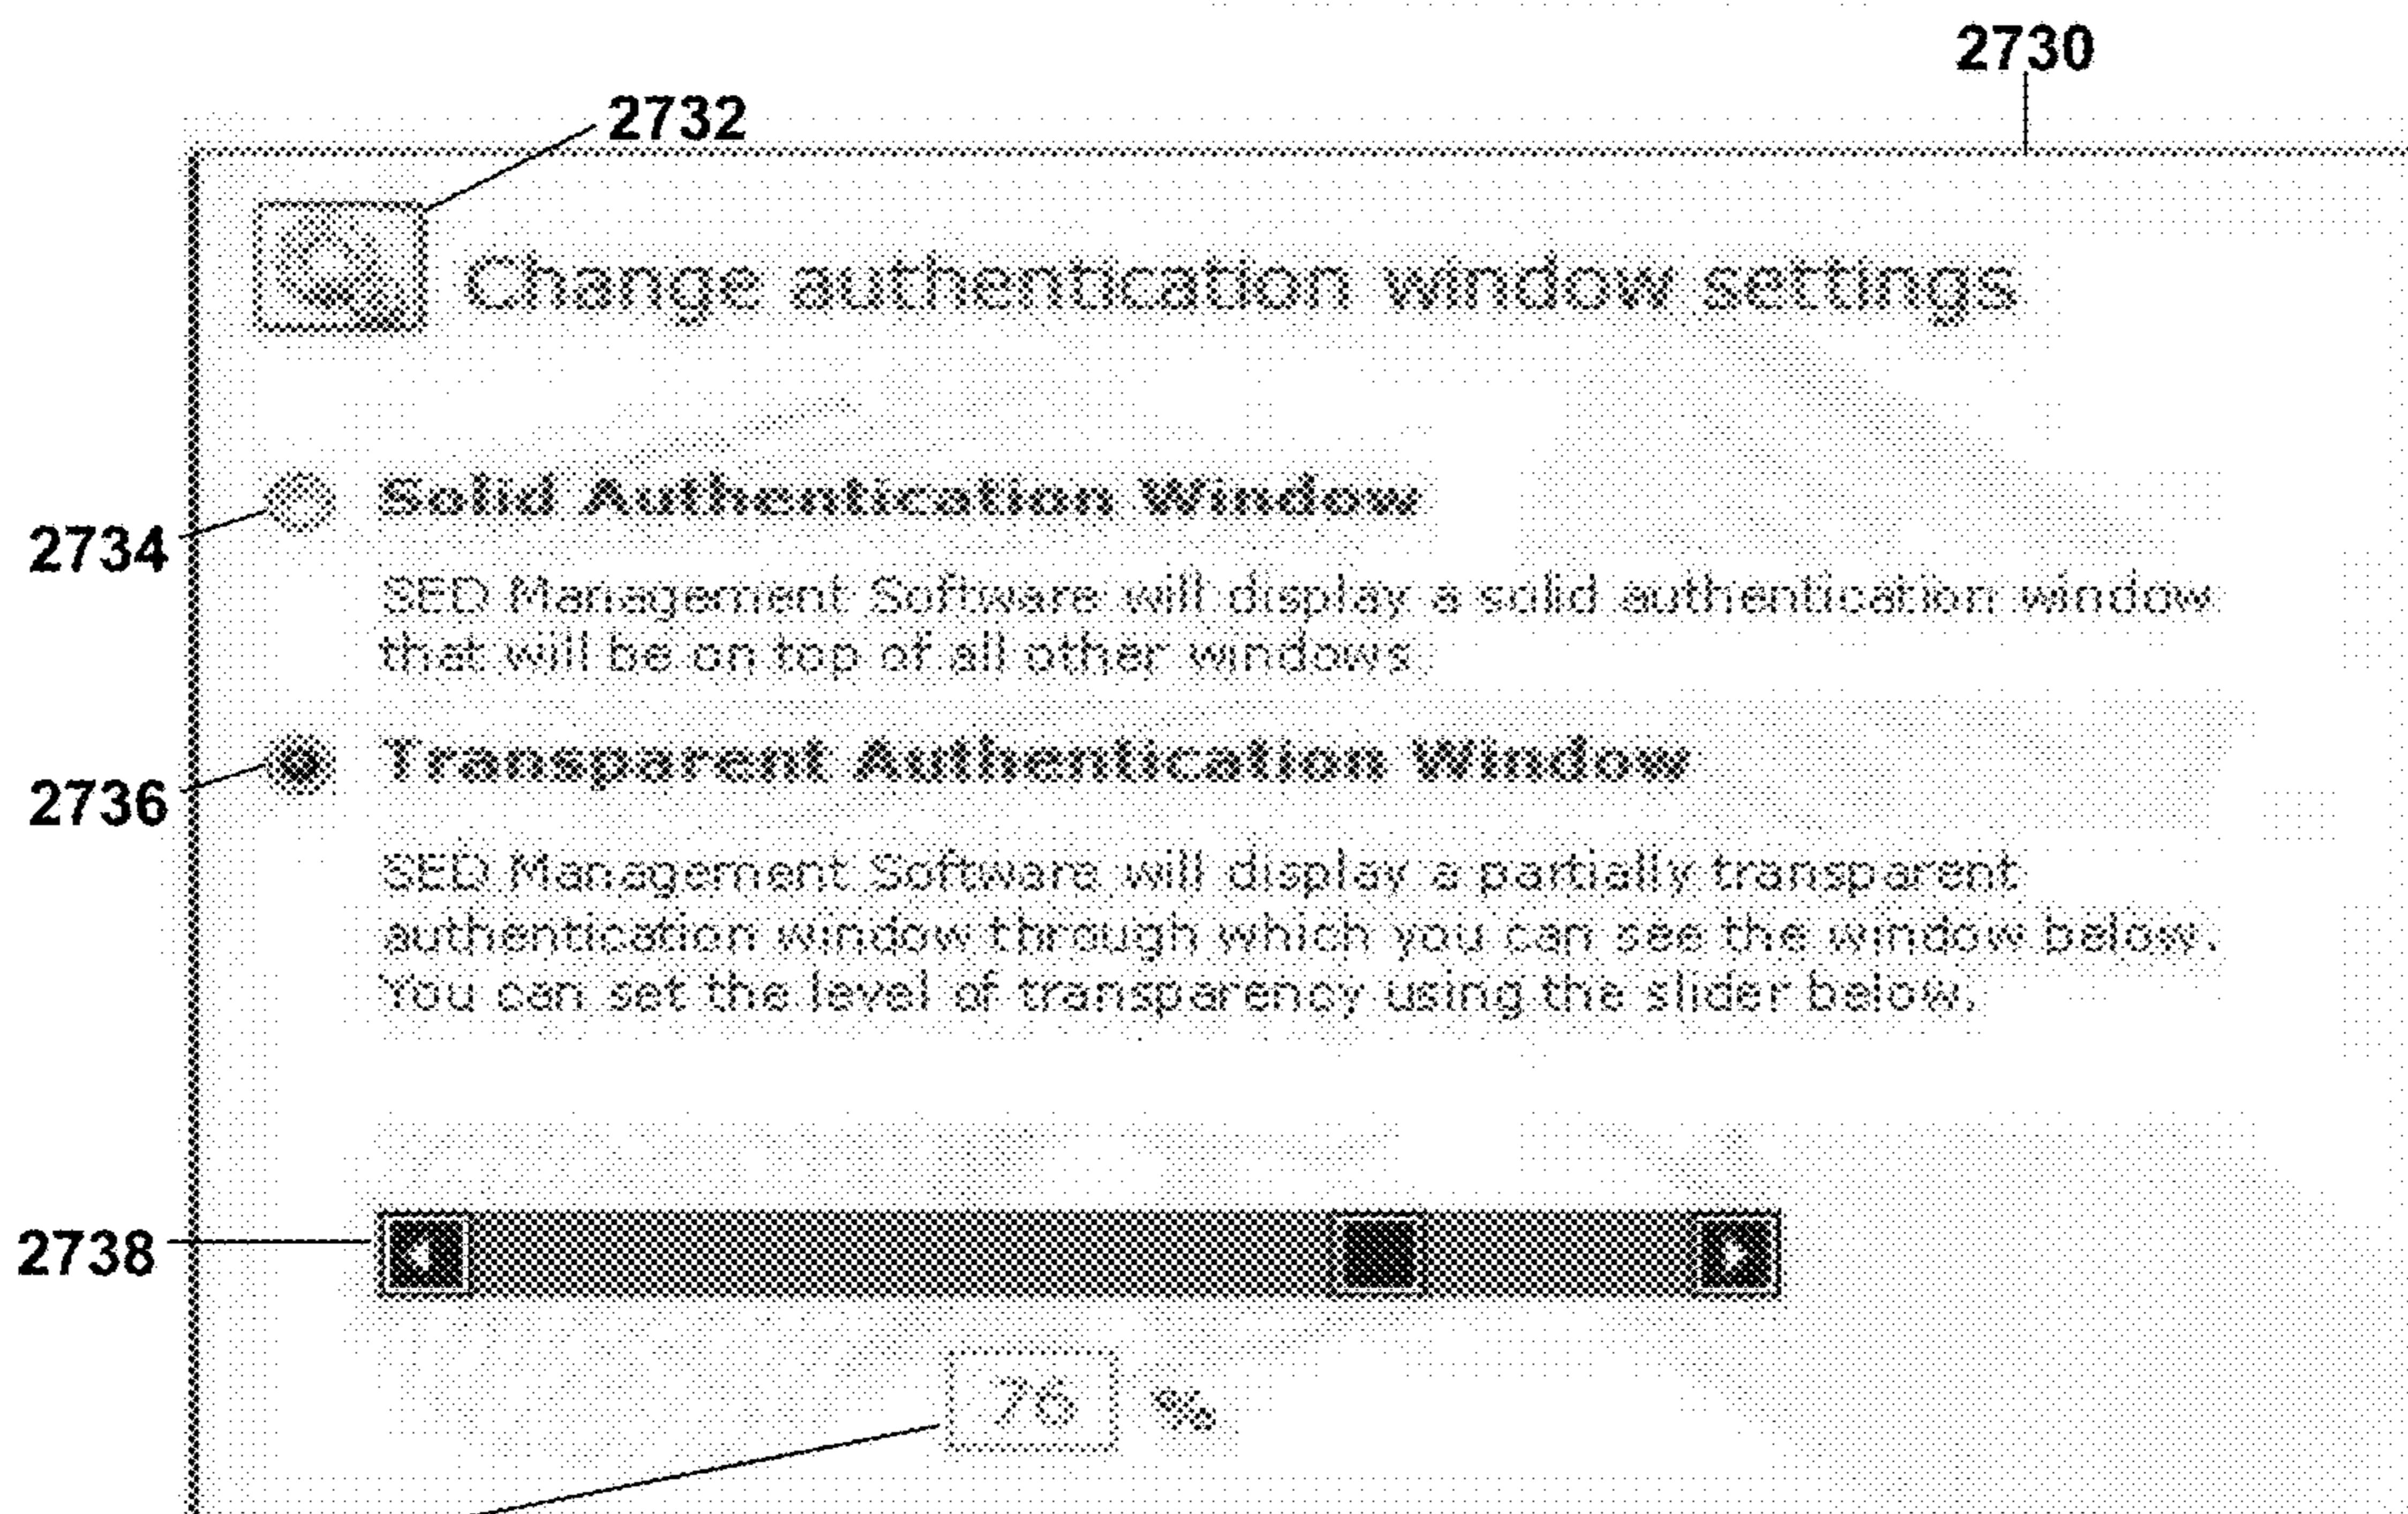 2730
2732
Change authentication window settings
Solid Authentication Window
2734
SED Management Software will display a solid authentication window
that will be on top of all other windows
Transparent Authentication Window
2736
SED Management Software will display a partially transparent
authentication window through which you can see the window below.
You can set the level of transparency using the slider below.
2738
76 %